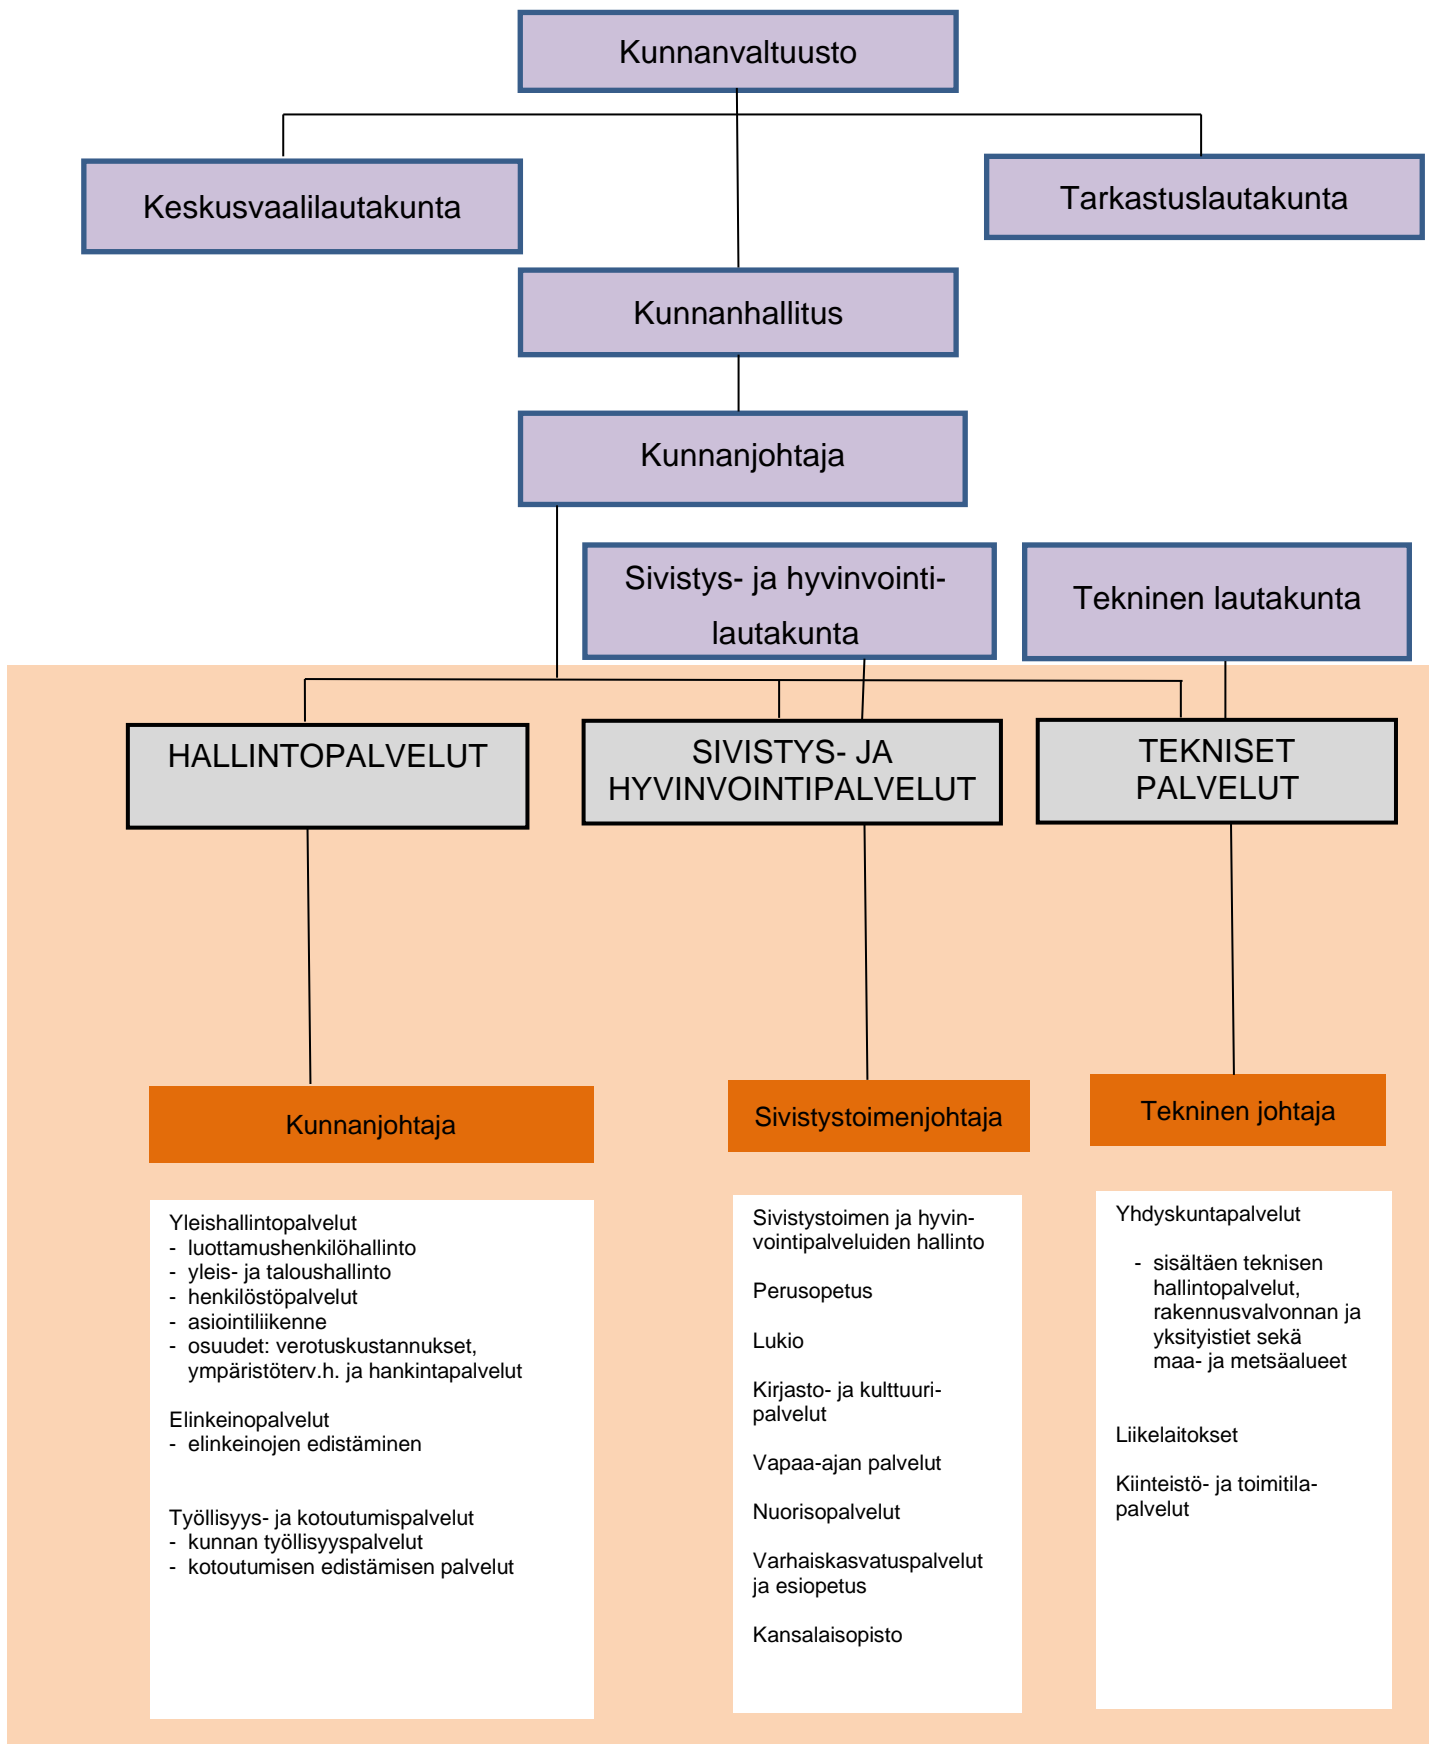 Kunnanvaltuusto
Keskusvaalilautakunta
Tarkastuslautakunta
Kunnanhallitus
Kunnanjohtaja
Sivistys- ja hyvinvointi-
lautakunta
Tekninen lautakunta
HALLINTOPALVELUT
SIVISTYS- JA
HYVINVOINTIPALVELUT
TEKNISET
PALVELUT
Kunnanjohtaja
Sivistystoimenjohtaja
Tekninen johtaja
Yleishallintopalvelut
- luottamushenkilöhallinto
- yleis- ja taloushallinto
- henkilöstöpalvelut
- asiointiliikenne
- osuudet: verotuskustannukset,
ympäristöterv.h. ja hankintapalvelut
Elinkeinopalvelut
- elinkeinojen edistäminen
Työllisyys- ja kotoutumispalvelut
- kunnan työllisyyspalvelut
- kotoutumisen edistämisen palvelut
Sivistystoimen ja hyvin-
vointipalveluiden hallinto
Perusopetus
Lukio
Kirjasto- ja kulttuuri-
palvelut
Vapaa-ajan palvelut
Nuorisopalvelut
Varhaiskasvatuspalvelut
ja esiopetus
Kansalaisopisto
Yhdyskuntapalvelut
- sisältäen teknisen
hallintopalvelut,
rakennusvalvonnan ja
yksityistiet sekä
maa- ja metsäalueet
Liikelaitokset
Kiinteistö- ja toimitila-
palvelut